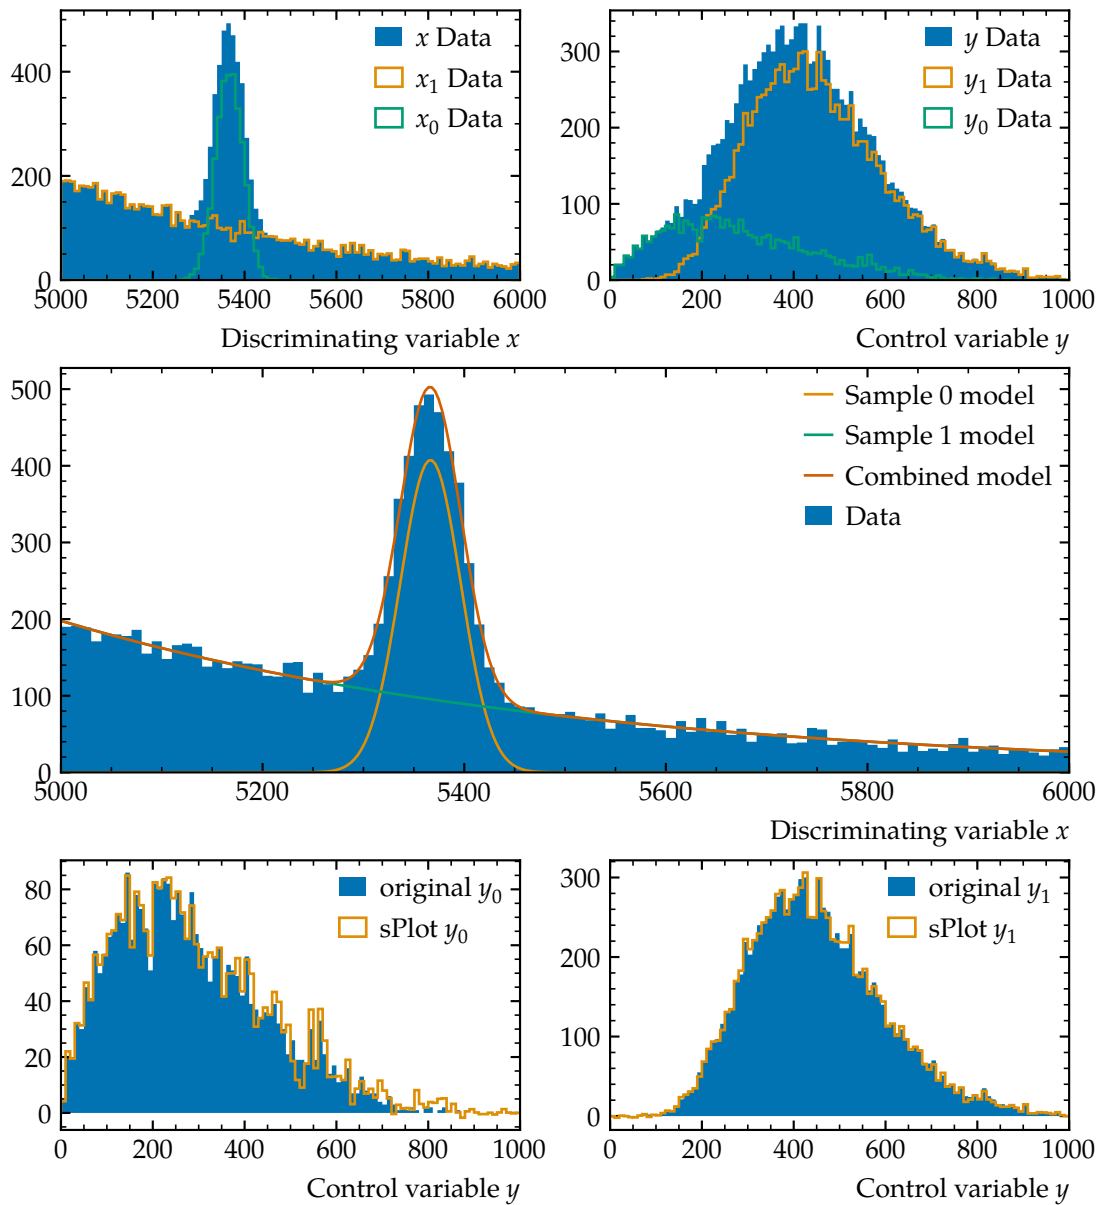 x Data
x₁ Data
x₀ Data
400
200
0
5000 5200 5400 5600 5800 6000
Discriminating variable x
y Data
y₁ Data
y₀ Data
300
200
100
0
0 200 400 600 800 1000
Control variable y
Sample 0 model
Sample 1 model
Combined model
Data
500
400
300
200
100
0
5000 5200 5400 5600 5800 6000
Discriminating variable x
original y₀
sPlot y₀
80
60
40
20
0
0 200 400 600 800 1000
Control variable y
original y₁
sPlot y₁
300
200
100
0
0 200 400 600 800 1000
Control variable y